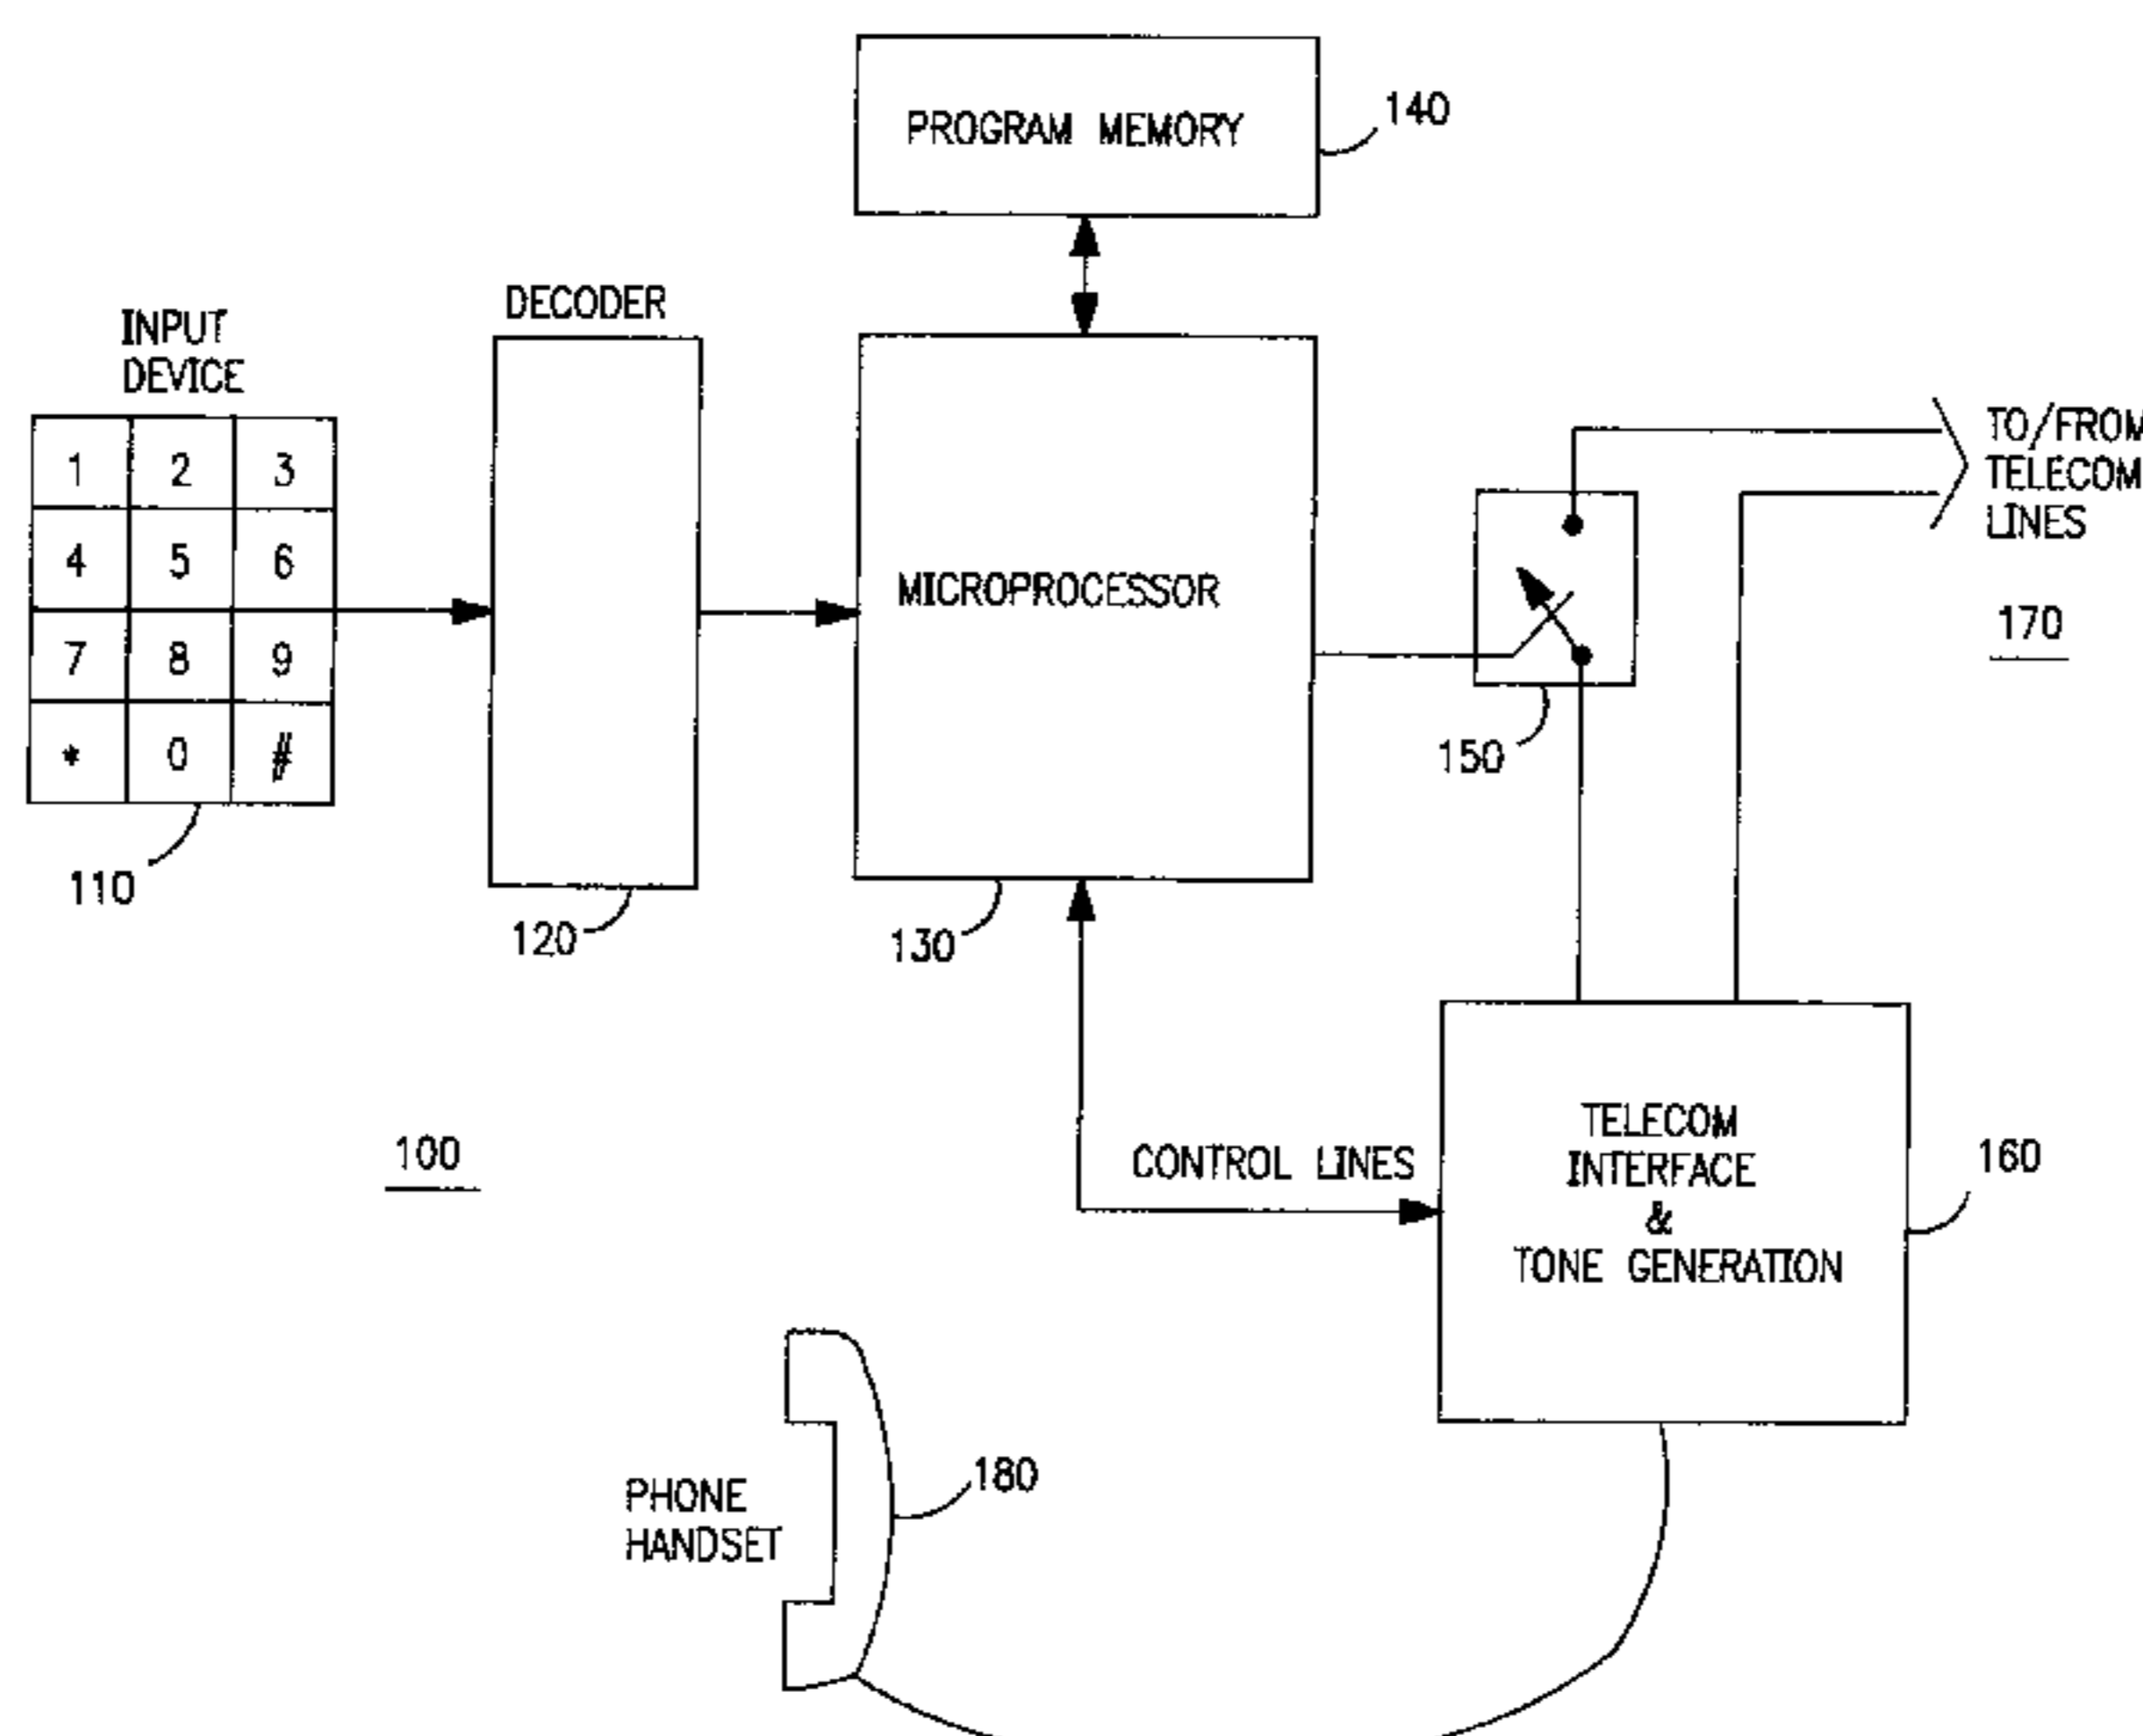 PROGRAM MEMORY
140
DECODER
INPUT
DEVICE
1 2 3
4 5 6
7 8 9
* 0 #
110
120
MICROPROCESSOR
130
150
TO/FROM
TELECOM
LINES
170
100
CONTROL LINES
TELECOM
INTERFACE
&
TONE GENERATION
160
PHONE
HANDSET
180